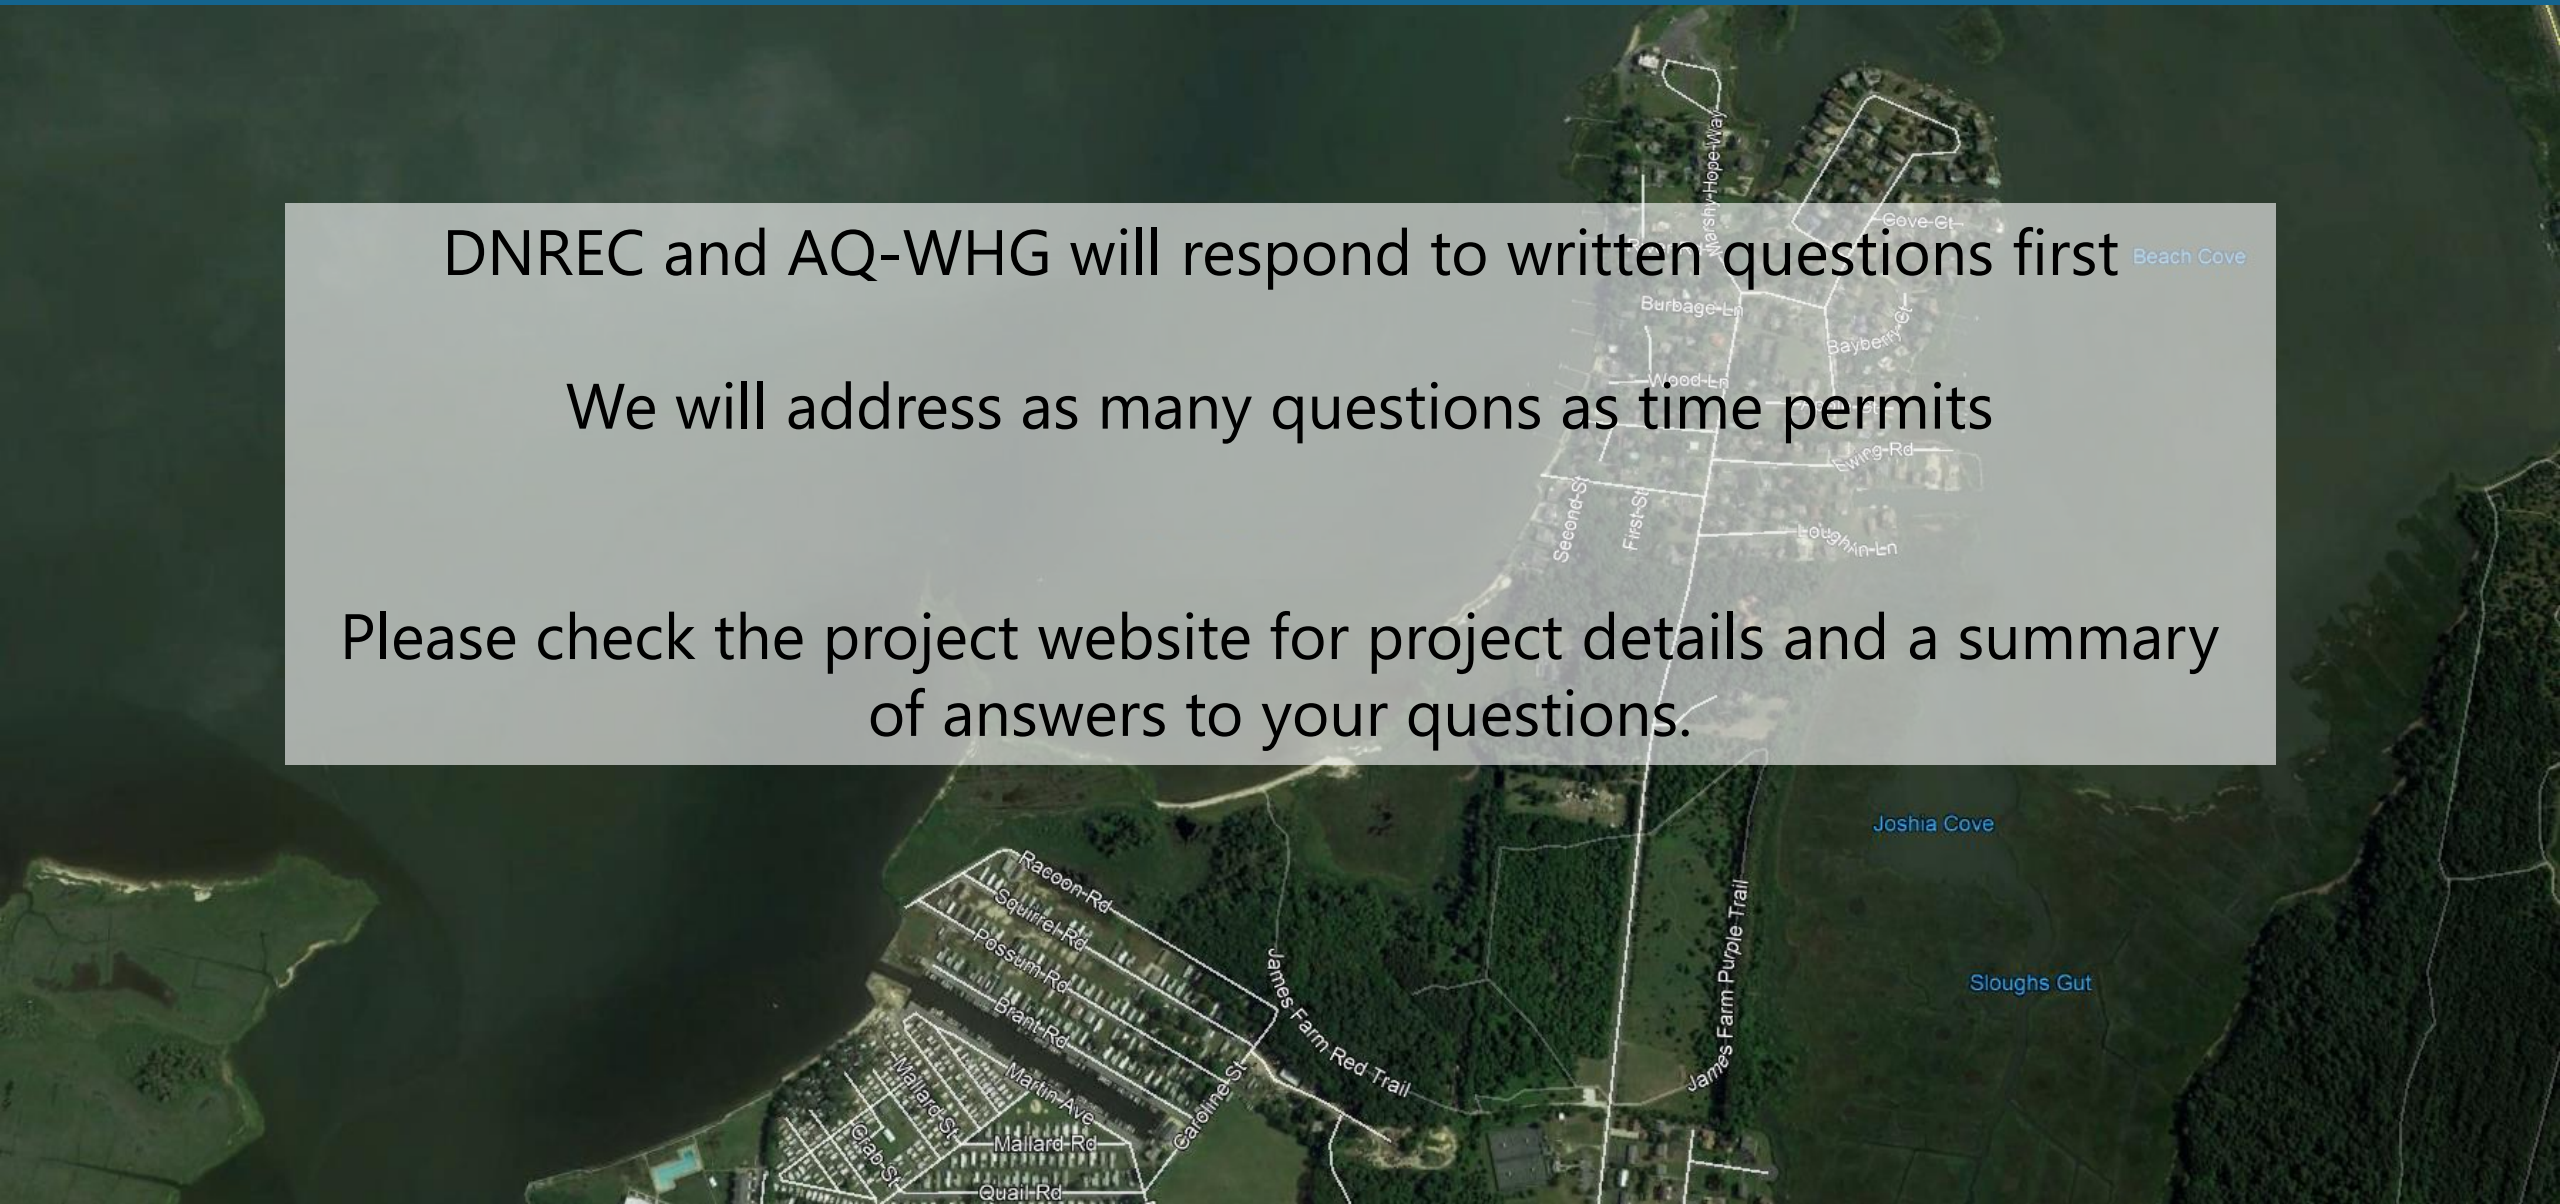 Marshy-Hope-Way
Cove-Ct
DNREC and AQ-WHG will respond to written questions first
Beach Cove
Burbage-Ln
Bayberry-Ct
Wood-Ln
We will address as many questions as time permits
Ewing-Rd
Second-St
First-St
Loughlin-Ln
Please check the project website for project details and a summary
of answers to your questions.
Joshia Cove
Racoon-Rd
Squirrel-Rd
Possum-Rd
James Farm Purple Trail
Sloughs Gut
Brant-Rd
James Farm Red Trail
Martin-Ave
Mallard-St
Caroline St
Crab-St
Mallard-Rd
Quail-Rd